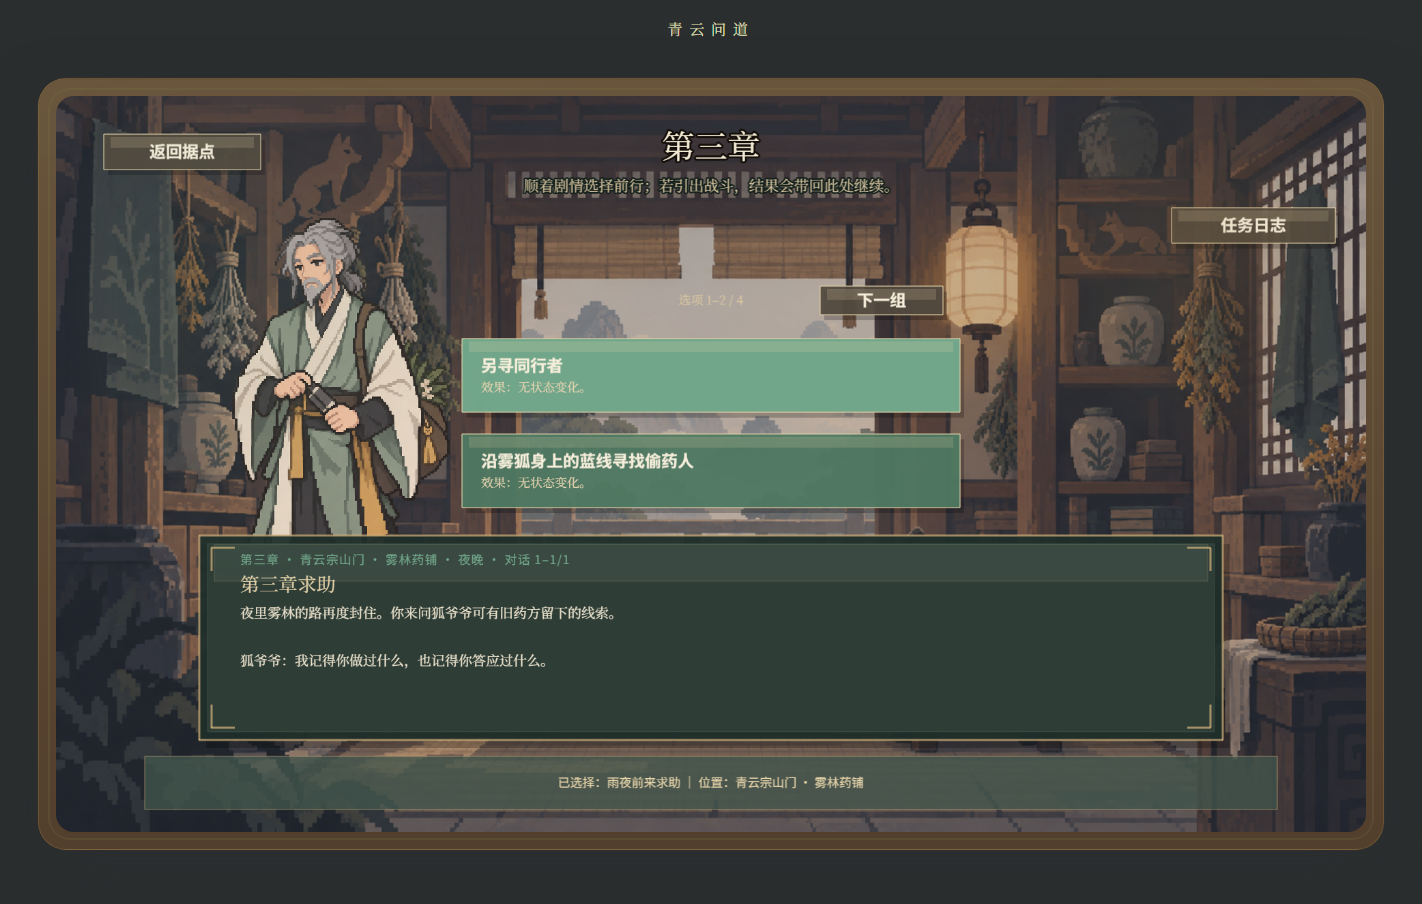 青云问道
返回据点
第三章
顺着剧情选择前行；若引出战斗，结果会带回此处继续。
任务日志
选项 1–2 / 4
下一组
另寻同行者
效果：无状态变化。
沿雾狐身上的蓝线寻找偷药人
效果：无状态变化。
第三章 · 青云宗山门 · 雾林药铺 · 夜晚 · 对话 1–1/1
第三章求助
夜里雾林的路再度封住。你来问狐爷爷可有旧药方留下的线索。
狐爷爷：我记得你做过什么，也记得你答应过什么。
已选择：雨夜前来求助 ｜ 位置：青云宗山门 · 雾林药铺